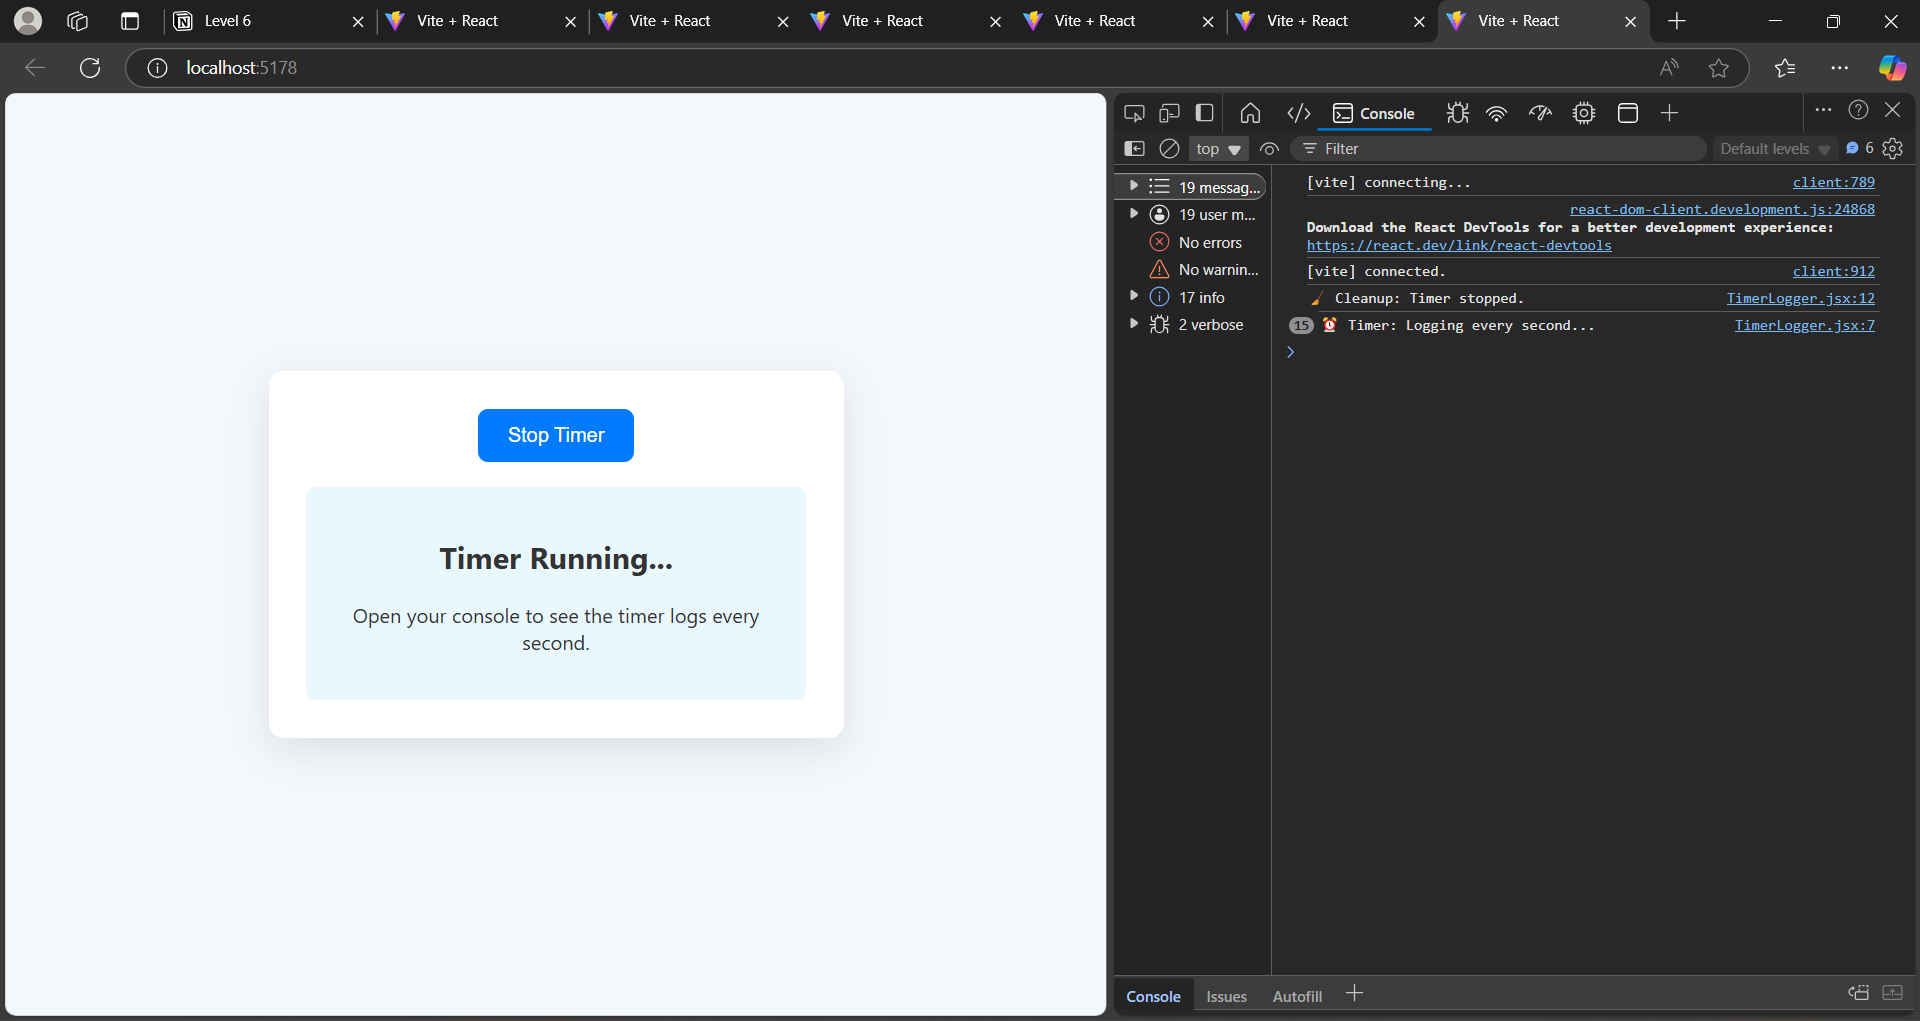 Level 6
Vite + React
Vite + React
Vite + React
Vite + React
Vite + React
Vite + React
localhost:5178
Stop Timer
Timer Running...
Open your console to see the timer logs every
second.
Console
top
Filter
Default levels
6
19 messag...
19 user m...
No errors
No warnin...
17 info
2 verbose
[vite] connecting... client:789
react-dom-client.development.js:24868
Download the React DevTools for a better development experience:
https://react.dev/link/react-devtools
[vite] connected. client:912
🧹 Cleanup: Timer stopped. TimerLogger.jsx:12
15 ⏰ Timer: Logging every second... TimerLogger.jsx:7
Console Issues Autofill